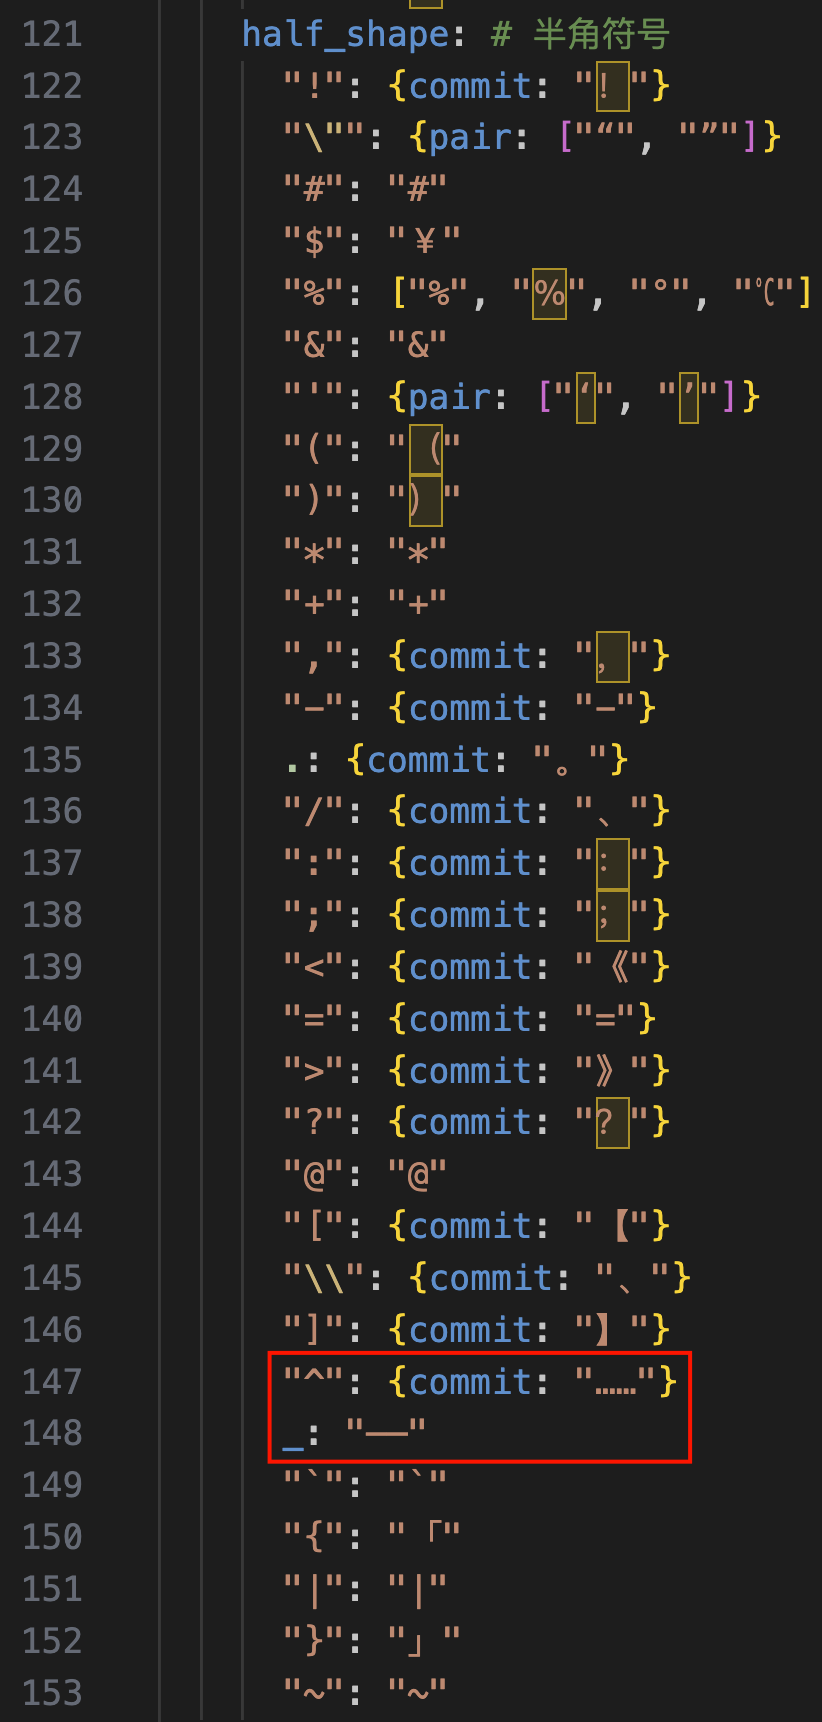 121 half_shape: # 半角符号
122 "!": {commit: "！"}
123 "\"": {pair: ["“", "”"]}
124 "#": "#"
125 "$": "¥"
126 "%": ["%", "％", "°", "℃"]
127 "&": "&"
128 "'": {pair: ["‘", "’"]}
129 "(": "（"
130 ")": "）"
131 "*": "*"
132 "+": "+"
133 ",": {commit: "，"}
134 "-": {commit: "-"}
135 .: {commit: "。"}
136 "/": {commit: "、"}
137 ":": {commit: "："}
138 ";": {commit: "；"}
139 "<": {commit: "《"}
140 "=": {commit: "="}
141 ">": {commit: "》"}
142 "?": {commit: "？"}
143 "@": "@"
144 "[": {commit: "【"}
145 "\\": {commit: "、"}
146 "]": {commit: "】"}
147 "^": {commit: "……"}
148 _: "——"
149 "`": "`"
150 "{": "「"
151 "|": "|"
152 "}": "」"
153 "~": "~"